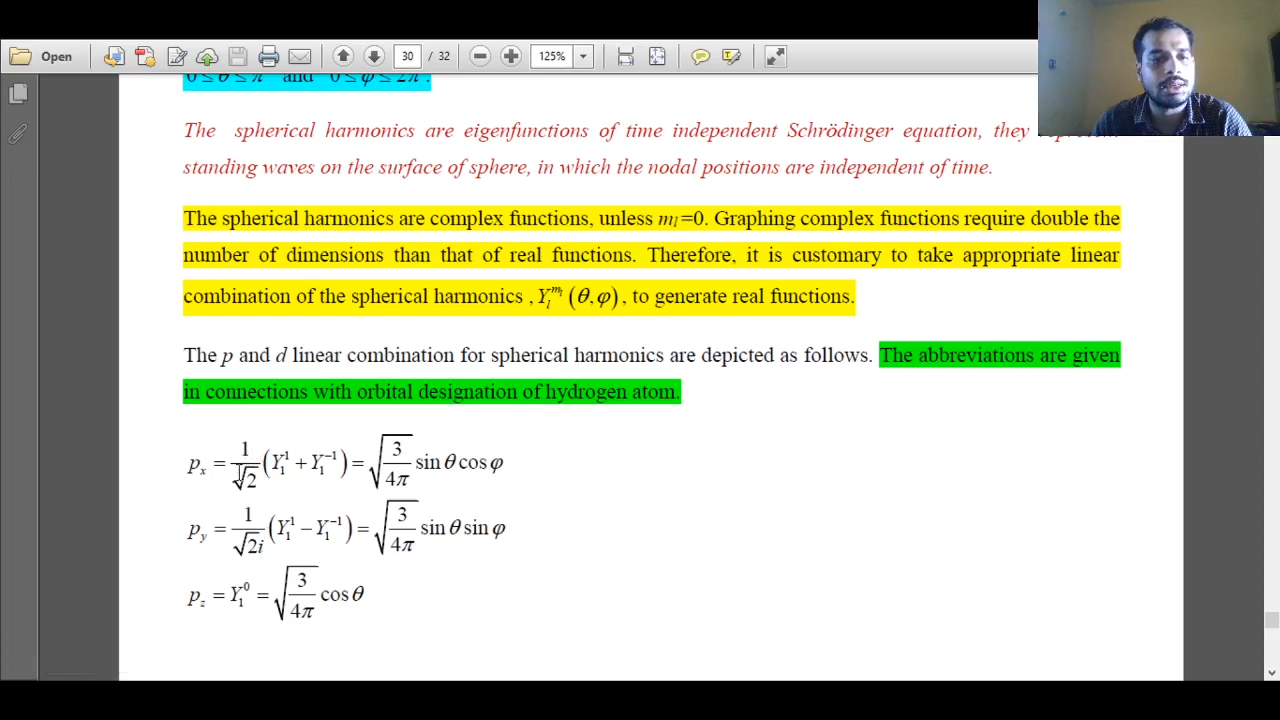 Open
30 / 32
125%
0 ≤ θ ≤ π and 0 ≤ φ ≤ 2π .
The spherical harmonics are eigenfunctions of time independent Schrödinger equation, they
standing waves on the surface of sphere, in which the nodal positions are independent of time.
The spherical harmonics are complex functions, unless mₗ=0. Graphing complex functions require double the
number of dimensions than that of real functions. Therefore, it is customary to take appropriate linear
combination of the spherical harmonics , Y_l^{m_l} (θ,φ) , to generate real functions.
The p and d linear combination for spherical harmonics are depicted as follows. The abbreviations are given
in connections with orbital designation of hydrogen atom.
p_x = 1/√2 (Y_1^1 + Y_1^{-1}) = √(3/4π) sin θ cos φ
p_y = 1/√2i (Y_1^1 − Y_1^{-1}) = √(3/4π) sin θ sin φ
p_z = Y_1^0 = √(3/4π) cos θ